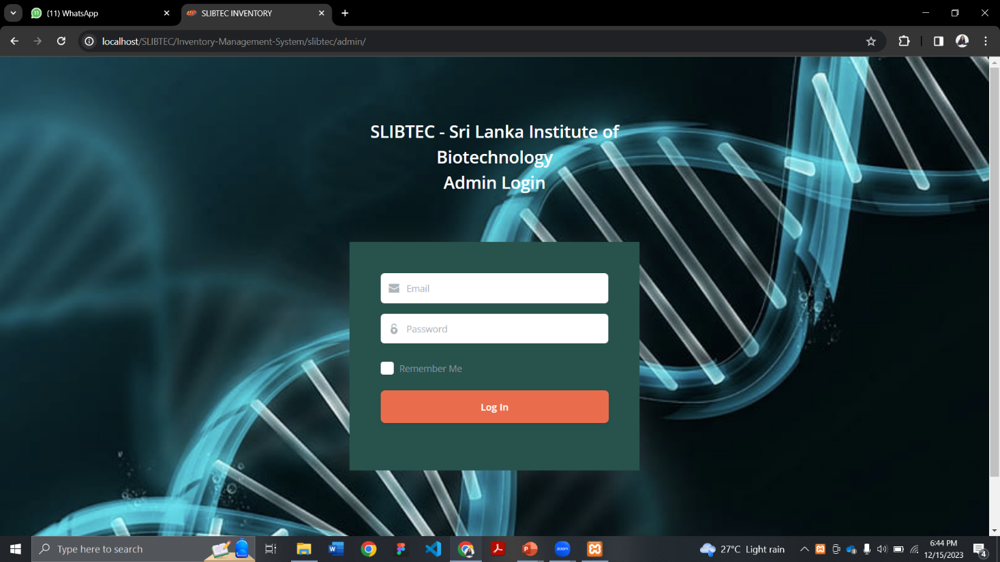 (11) WhatsApp
SLIBTEC INVENTORY
localhost/SLIBTEC/Inventory-Management-System/slibtec/admin/
SLIBTEC - Sri Lanka Institute of
Biotechnology
Admin Login
Email
Password
Remember Me
Log In
Type here to search
zoom
27°C Light rain
6:44 PM
12/15/2023
4